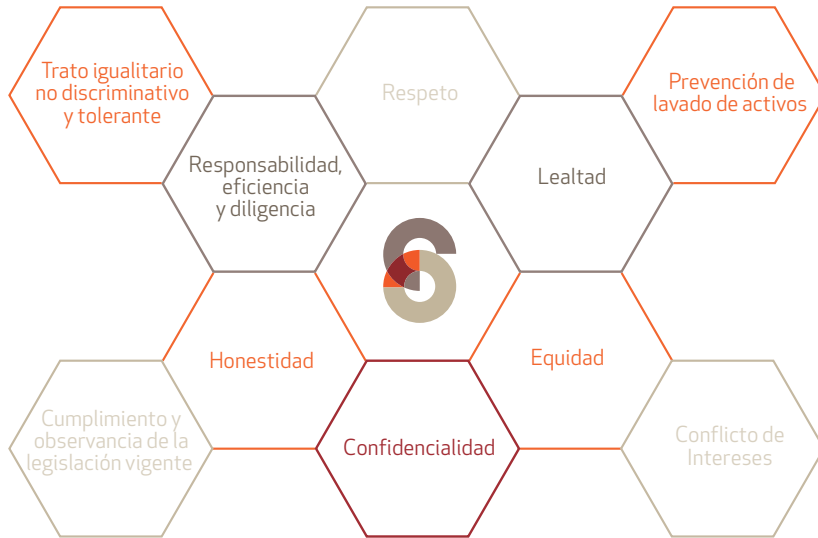 Trato igualitario
no discriminativo
y tolerante
Respeto
Prevención de
lavado de activos
Responsabilidad,
eficiencia
y diligencia
Lealtad
Honestidad
Equidad
Cumplimiento y
observancia de la
legislación vigente
Confidencialidad
Conflicto de
Intereses